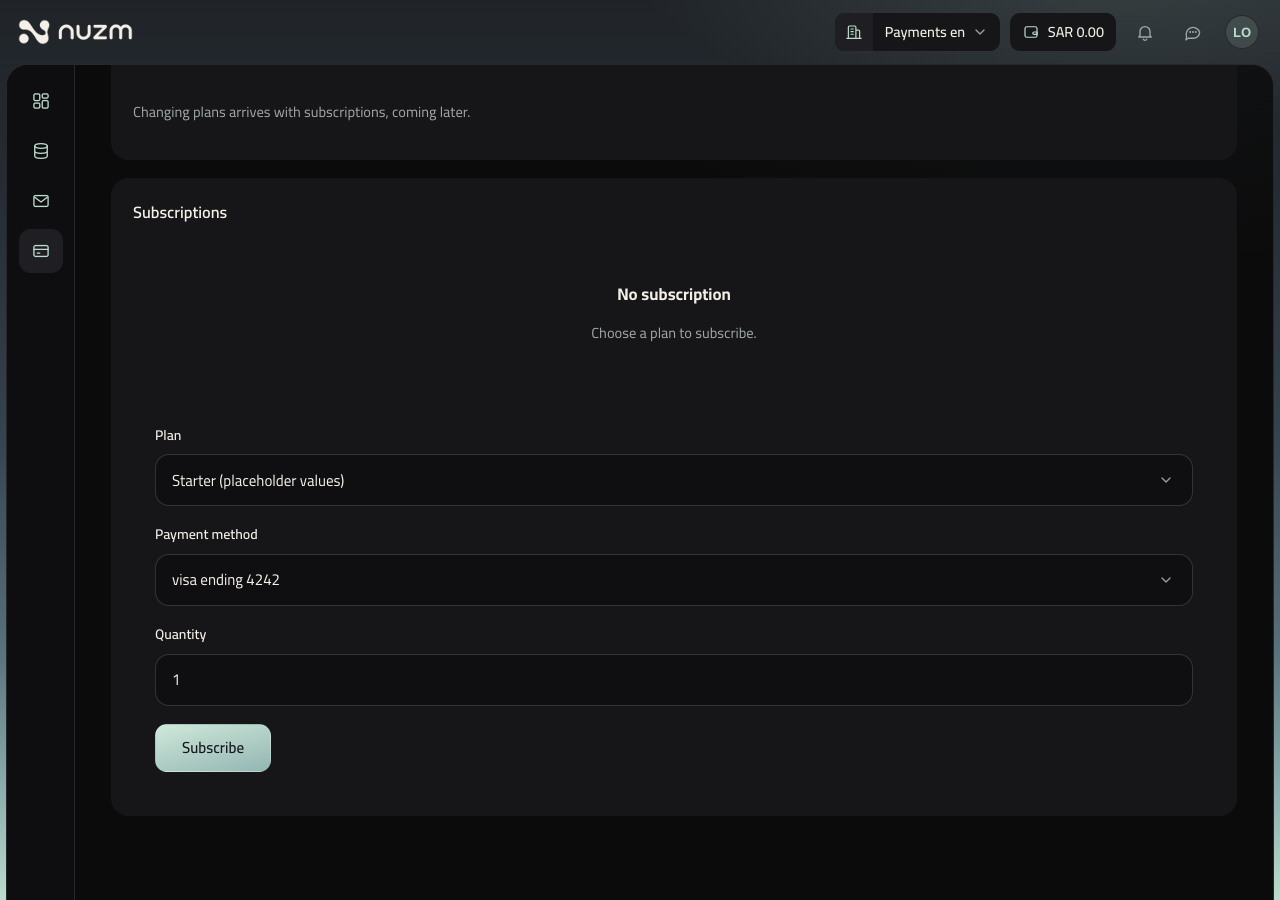 nuzm
Payments en
SAR 0.00
LO
Changing plans arrives with subscriptions, coming later.
Subscriptions
No subscription
Choose a plan to subscribe.
Plan
Starter (placeholder values)
Payment method
visa ending 4242
Quantity
1
Subscribe